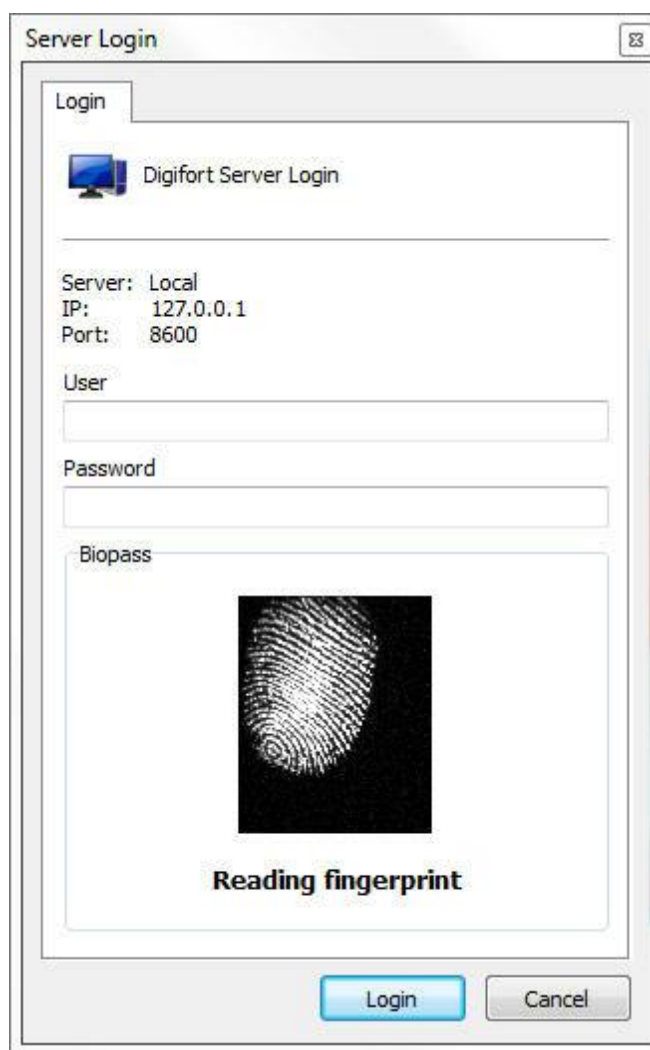 Server Login
Login
Digifort Server Login
Server: Local
IP: 127.0.0.1
Port: 8600
User
Password
Biopass
Reading fingerprint
Login Cancel